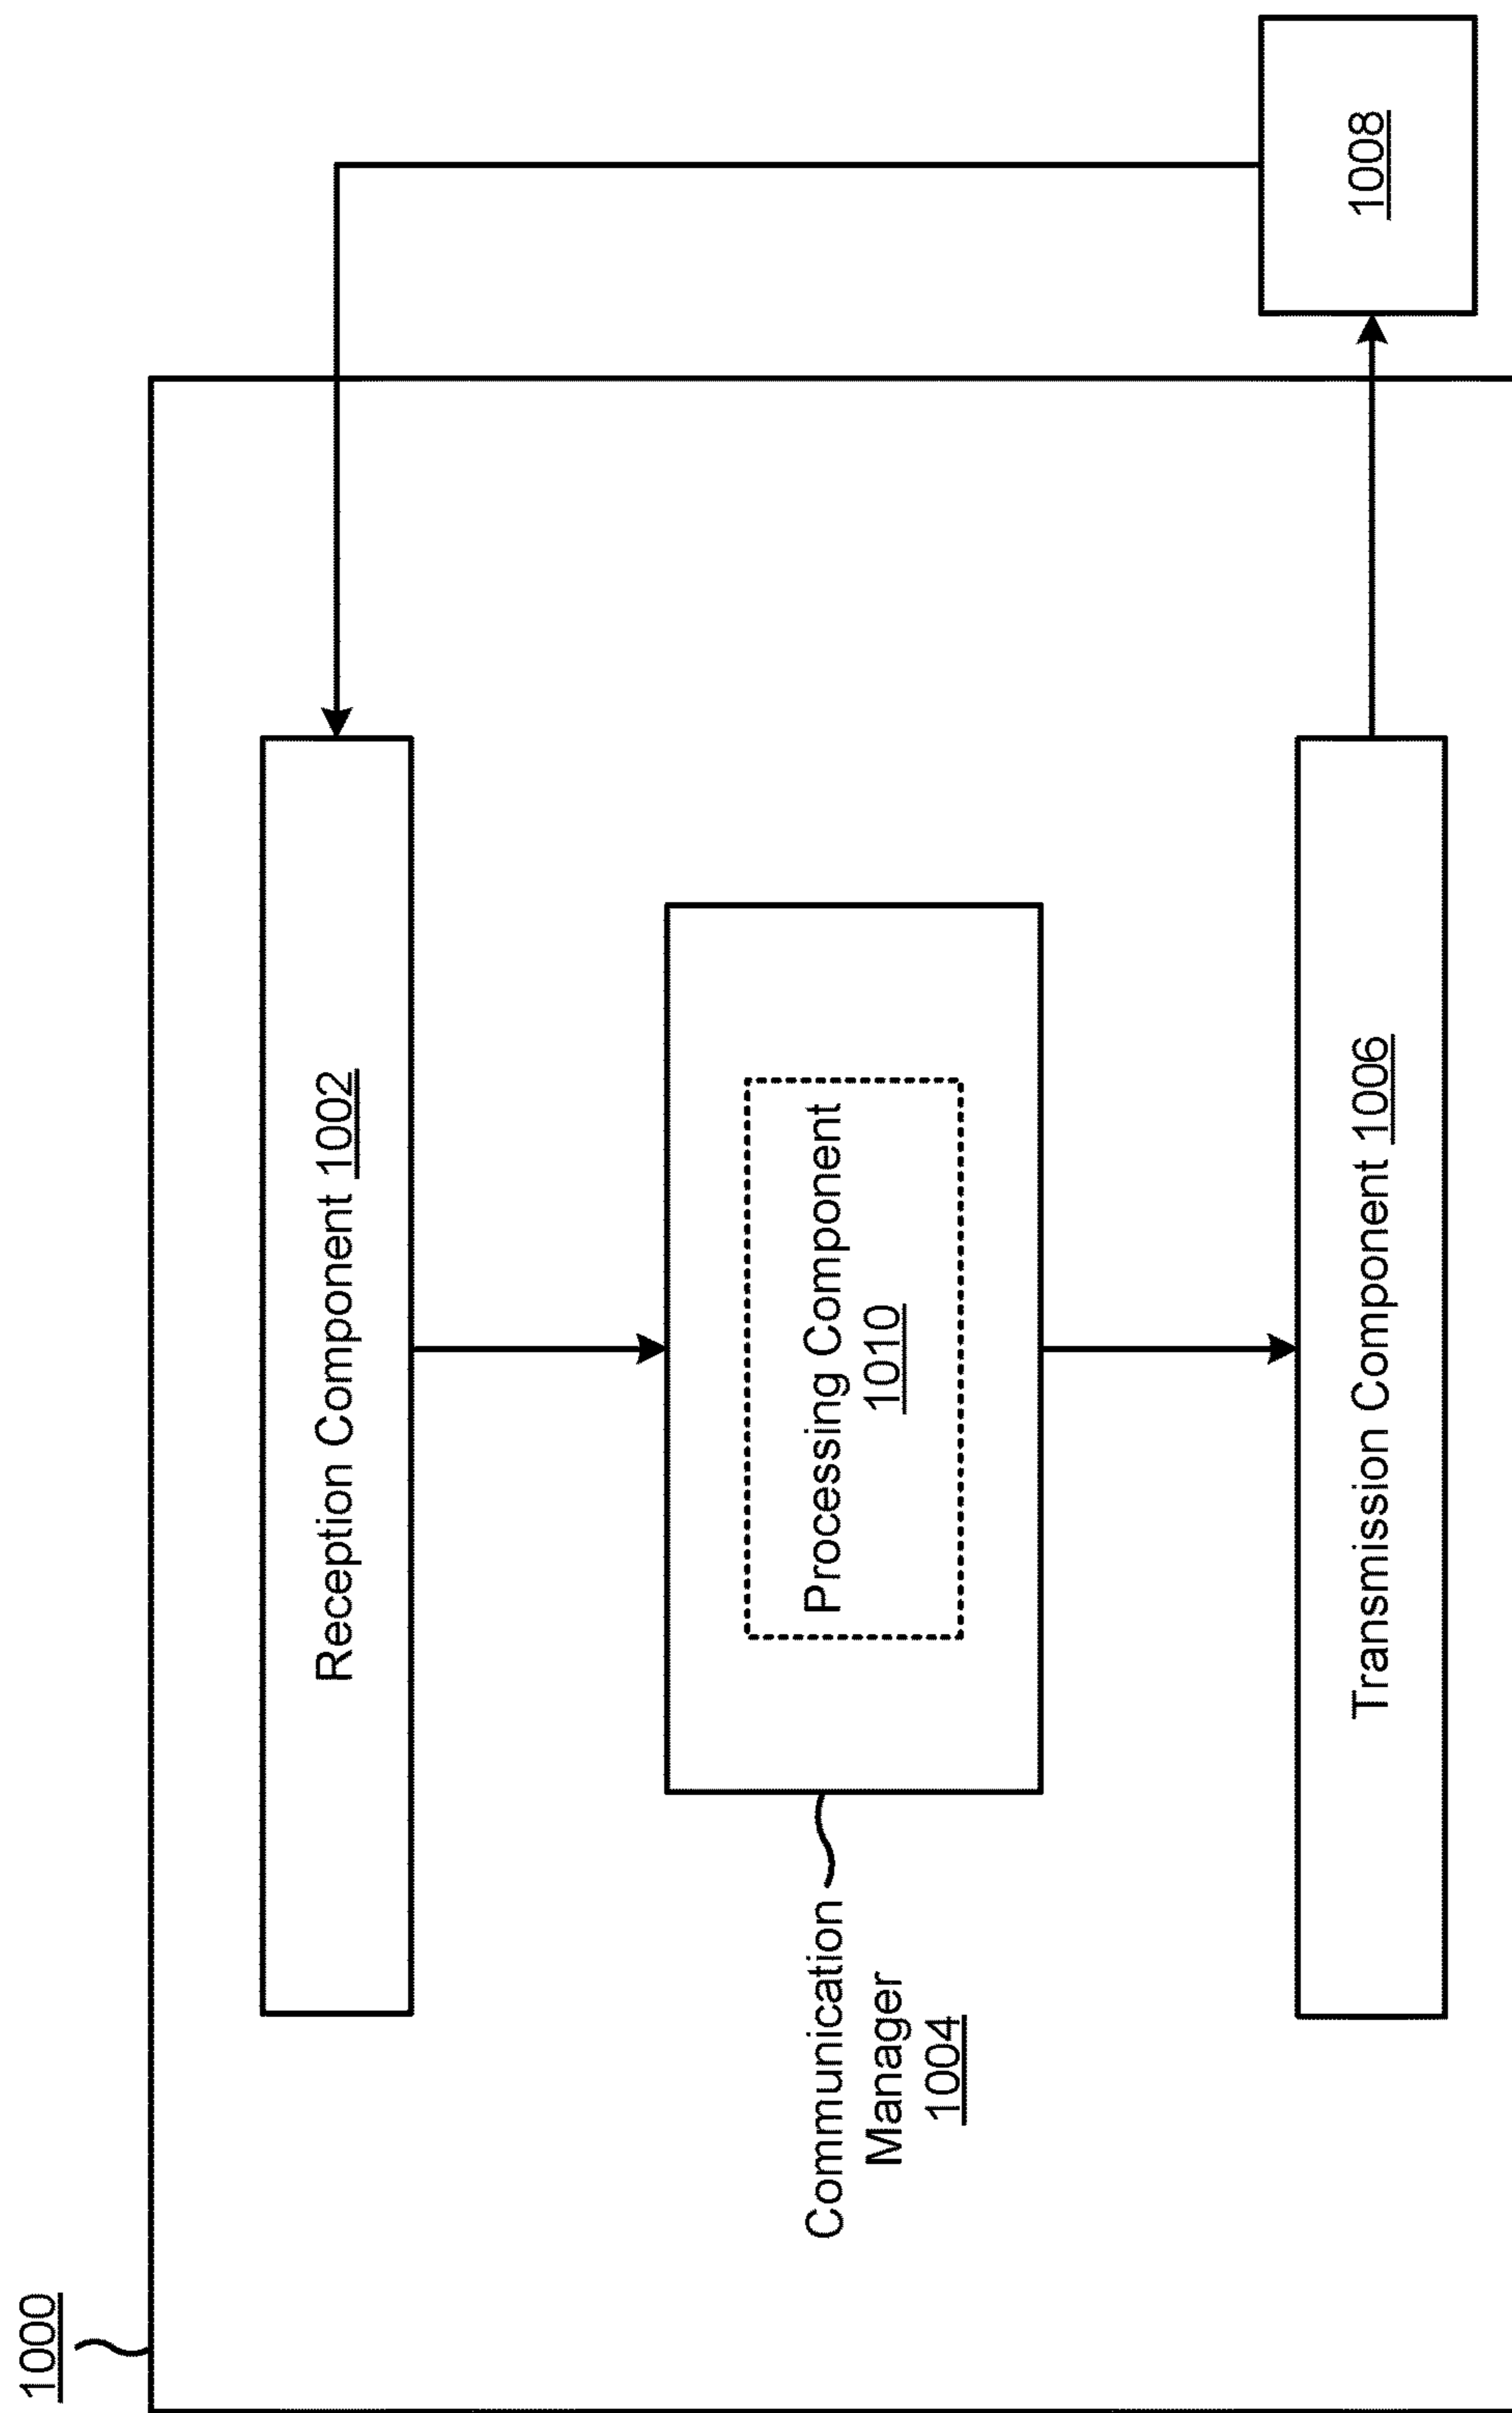 1000
Reception Component 1002
Communication
Manager
1004
Processing Component
1010
Transmission Component 1006
1008